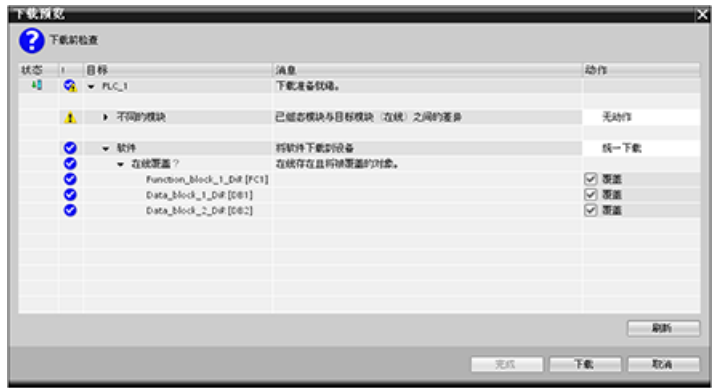 下载预览
下载前检查
状态 ! 目标 消息 动作
PLC_1 下载准备就绪。
不同的模块 已组态模块与目标模块（在线）之间的差异 无动作
软件 将软件下载到设备 统一下载
在线覆盖？ 在线存在且将被覆盖的对象。
Function_block_1_Diff [FC1] 覆盖
Data_block_1_Diff [DB1] 覆盖
Data_block_2_Diff [DB2] 覆盖
刷新
完成 下载 取消